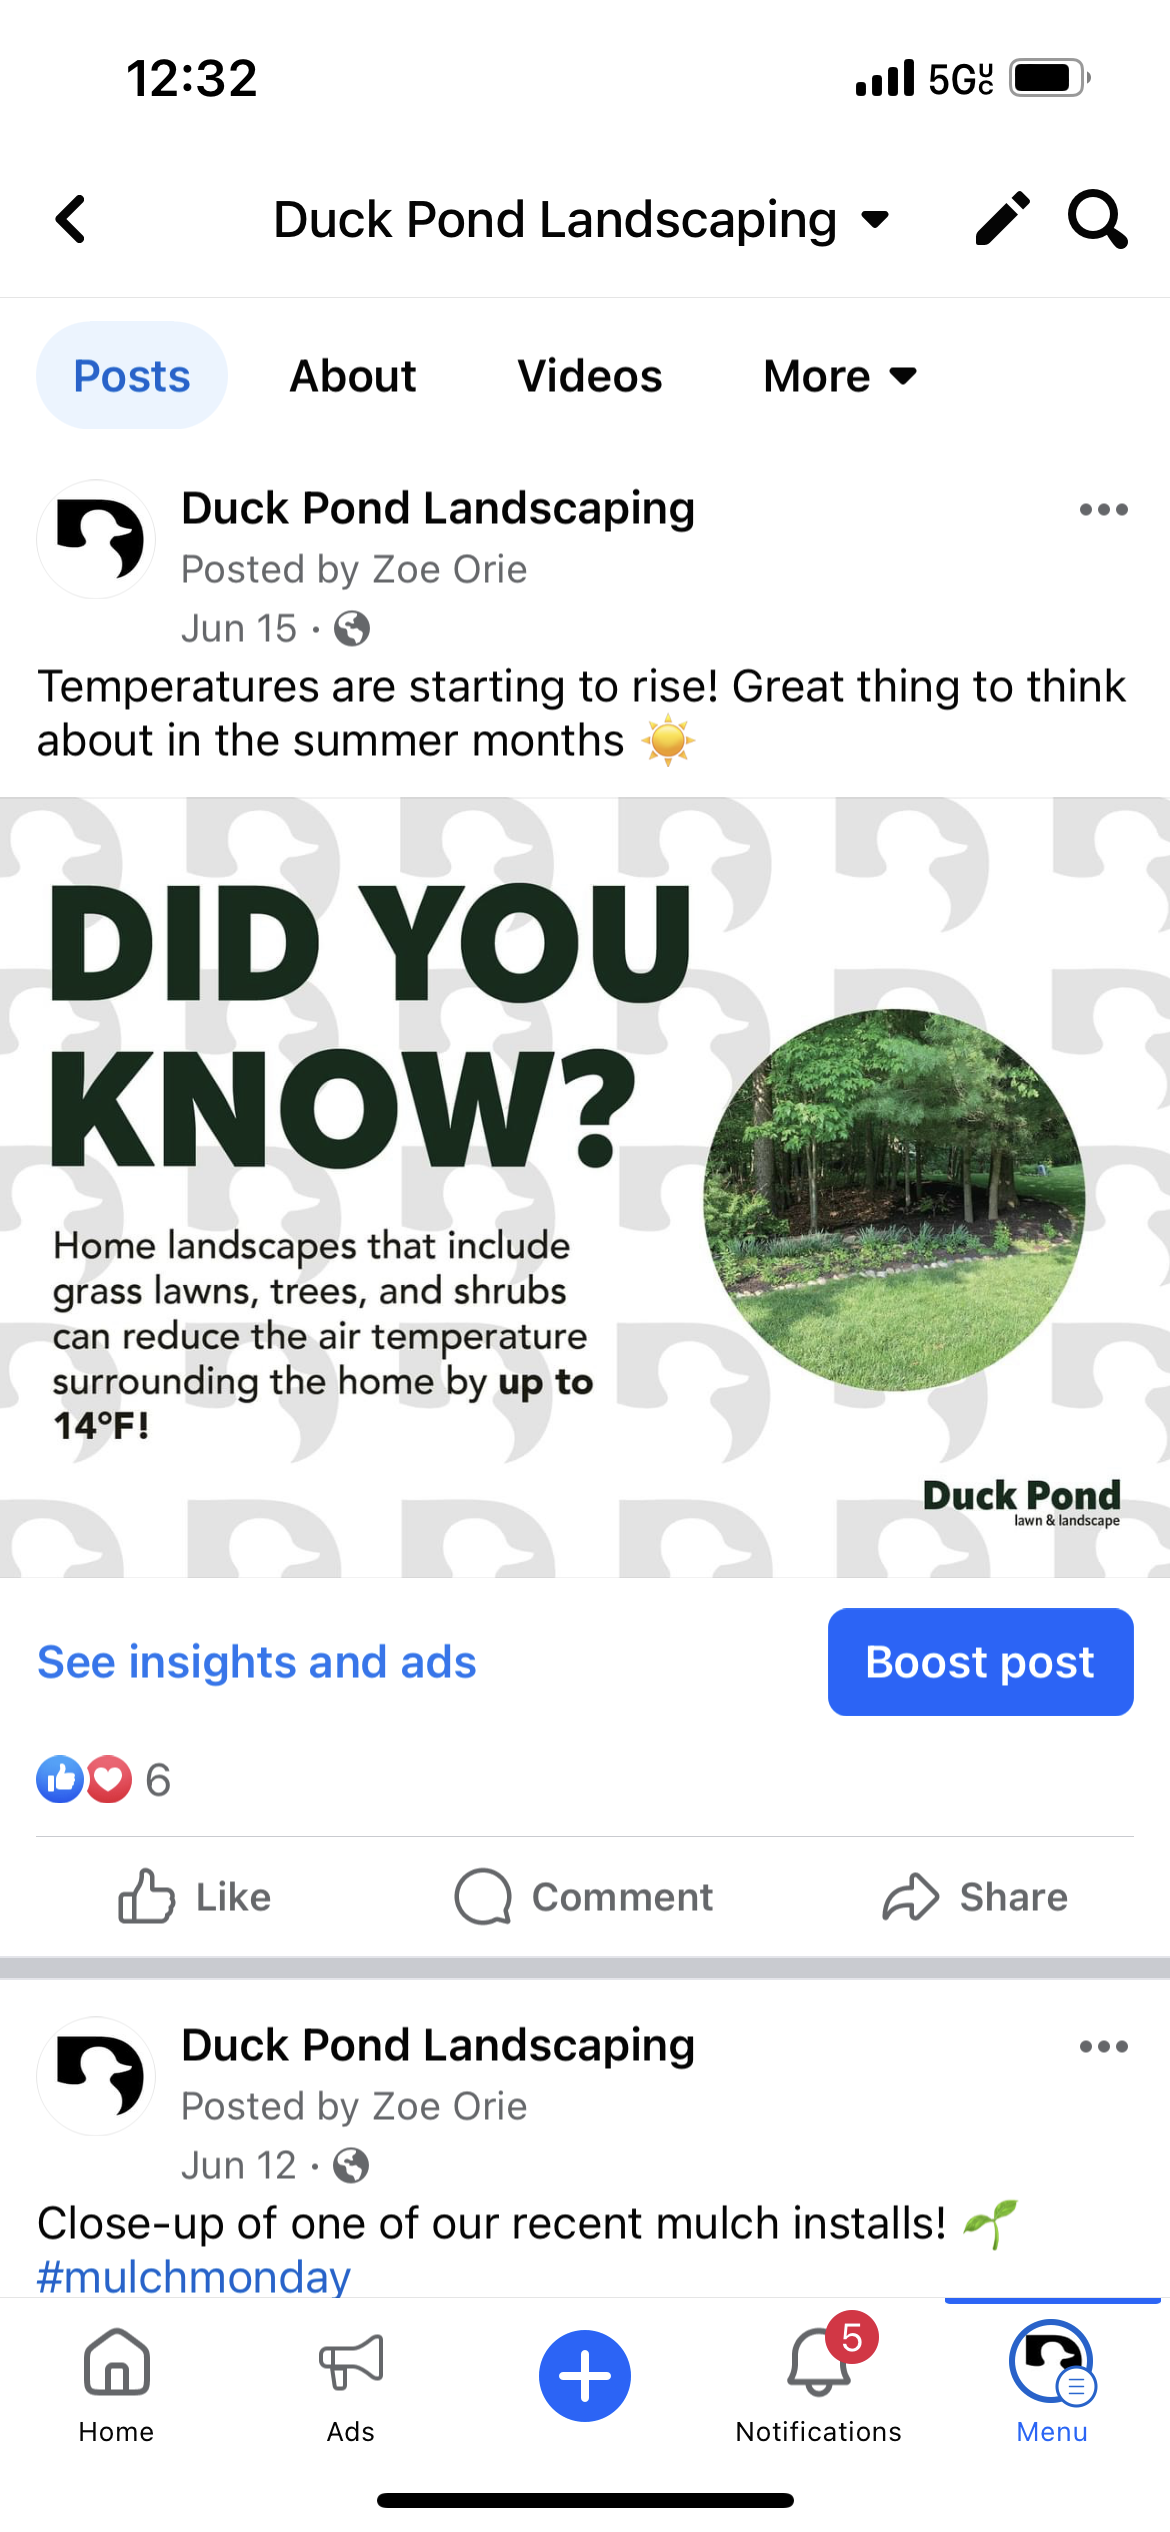 12:32
5G UC
Duck Pond Landscaping
Posts
About
Videos
More
Duck Pond Landscaping
Posted by Zoe Orie
Jun 15 ·
Temperatures are starting to rise! Great thing to think
about in the summer months ☀️
DID YOU
KNOW?
Home landscapes that include
grass lawns, trees, and shrubs
can reduce the air temperature
surrounding the home by up to
14°F!
Duck Pond
lawn & landscape
See insights and ads
Boost post
6
Like
Comment
Share
Duck Pond Landscaping
Posted by Zoe Orie
Jun 12 ·
Close-up of one of our recent mulch installs! 🌱
#mulchmonday
5
Home
Ads
Notifications
Menu